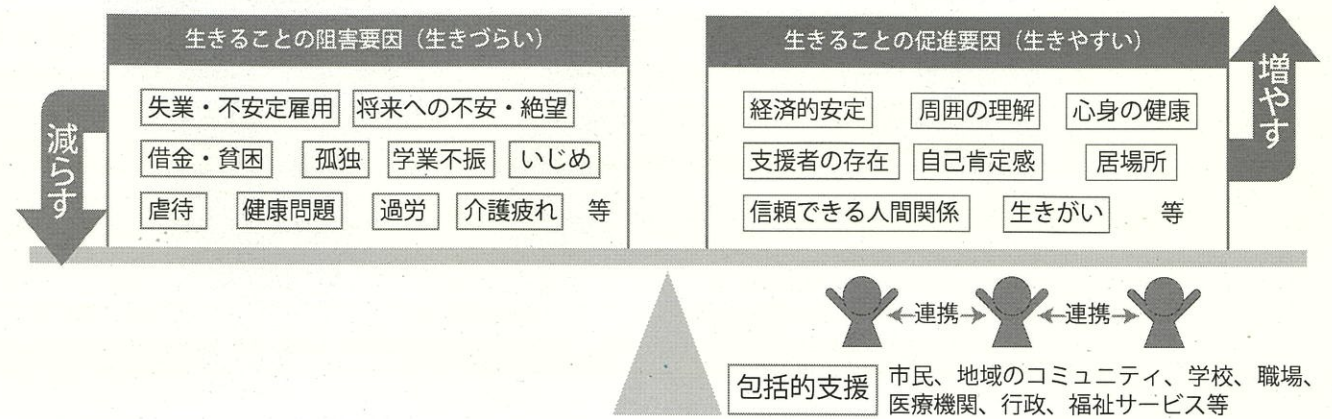 生きることの阻害要因（生きづらい）
減らす
失業・不安定雇用 将来への不安・絶望
借金・貧困 孤独 学業不振 いじめ
虐待 健康問題 過労 介護疲れ 等
生きることの促進要因（生きやすい）
増やす
経済的安定 周囲の理解 心身の健康
支援者の存在 自己肯定感 居場所
信頼できる人間関係 生きがい 等
連携 連携
包括的支援
市民、地域のコミュニティ、学校、職場、
医療機関、行政、福祉サービス等